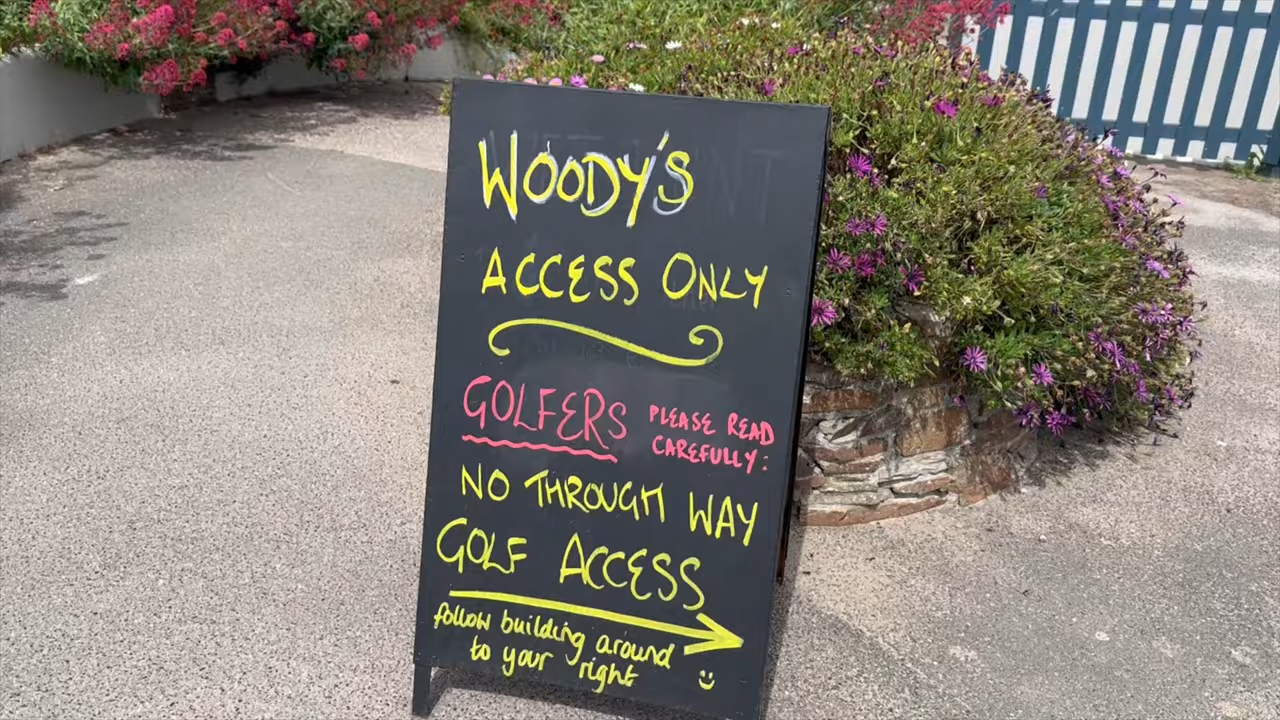 WOODY'S
ACCESS ONLY
GOLFERS PLEASE READ
CAREFULLY:
NO THROUGH WAY
GOLF ACCESS
follow building around
to your right